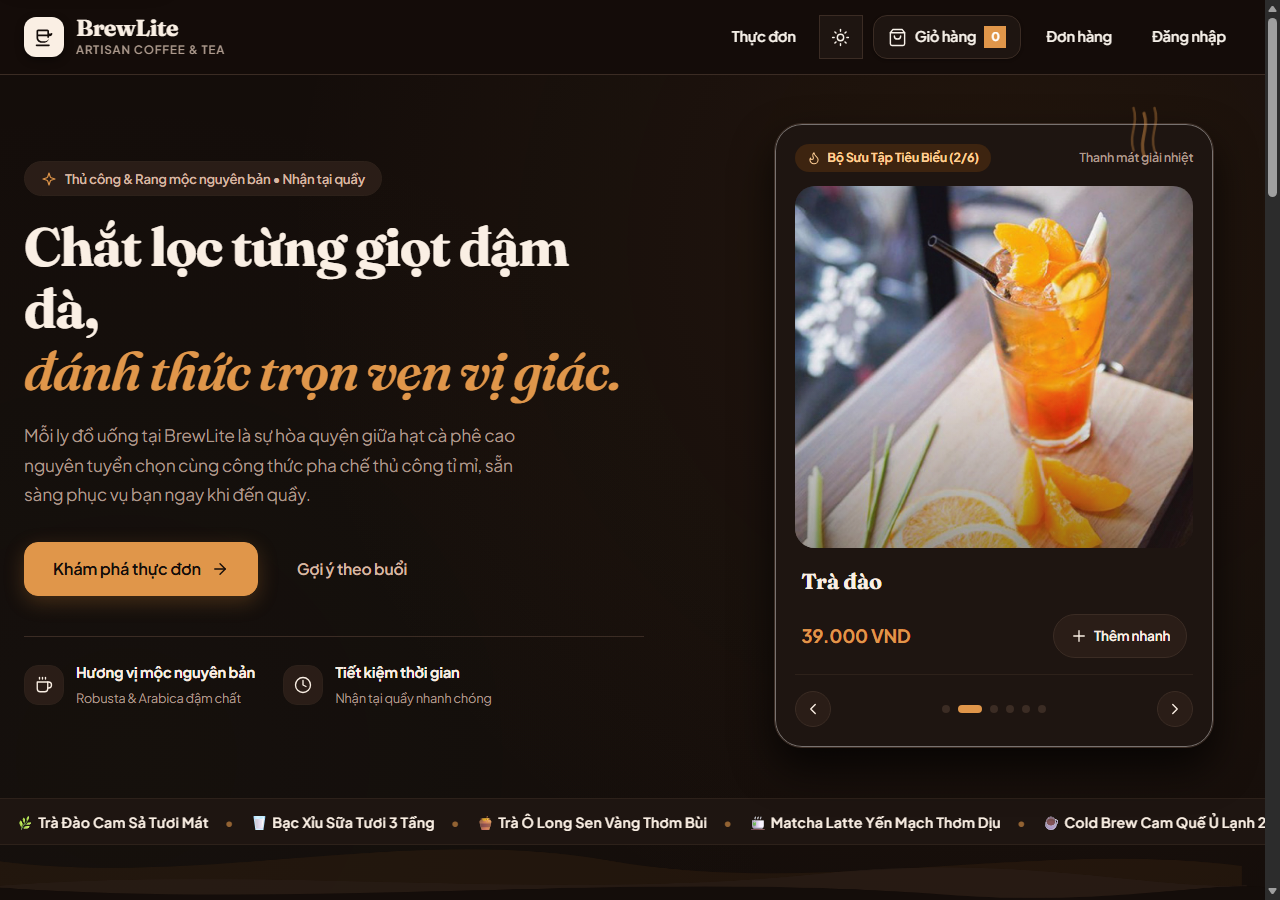 BrewLite
ARTISAN COFFEE & TEA
Thực đơn
Giỏ hàng 0
Đơn hàng
Đăng nhập
Thủ công & Rang mộc nguyên bản • Nhận tại quầy
Chắt lọc từng giọt đậm
đà,
đánh thức trọn vẹn vị giác.
Mỗi ly đồ uống tại BrewLite là sự hòa quyện giữa hạt cà phê cao
nguyên tuyển chọn cùng công thức pha chế thủ công tỉ mỉ, sẵn
sàng phục vụ bạn ngay khi đến quầy.
Khám phá thực đơn →
Gợi ý theo buổi
Hương vị mộc nguyên bản
Robusta & Arabica đậm chất
Tiết kiệm thời gian
Nhận tại quầy nhanh chóng
Bộ Sưu Tập Tiêu Biểu (2/6)
Thanh mát giải nhiệt
Trà đào
39.000 VND
+ Thêm nhanh
Trà Đào Cam Sả Tươi Mát • Bạc Xỉu Sữa Tươi 3 Tầng • Trà Ô Long Sen Vàng Thơm Bùi • Matcha Latte Yến Mạch Thơm Dịu • Cold Brew Cam Quế Ủ Lạnh 2